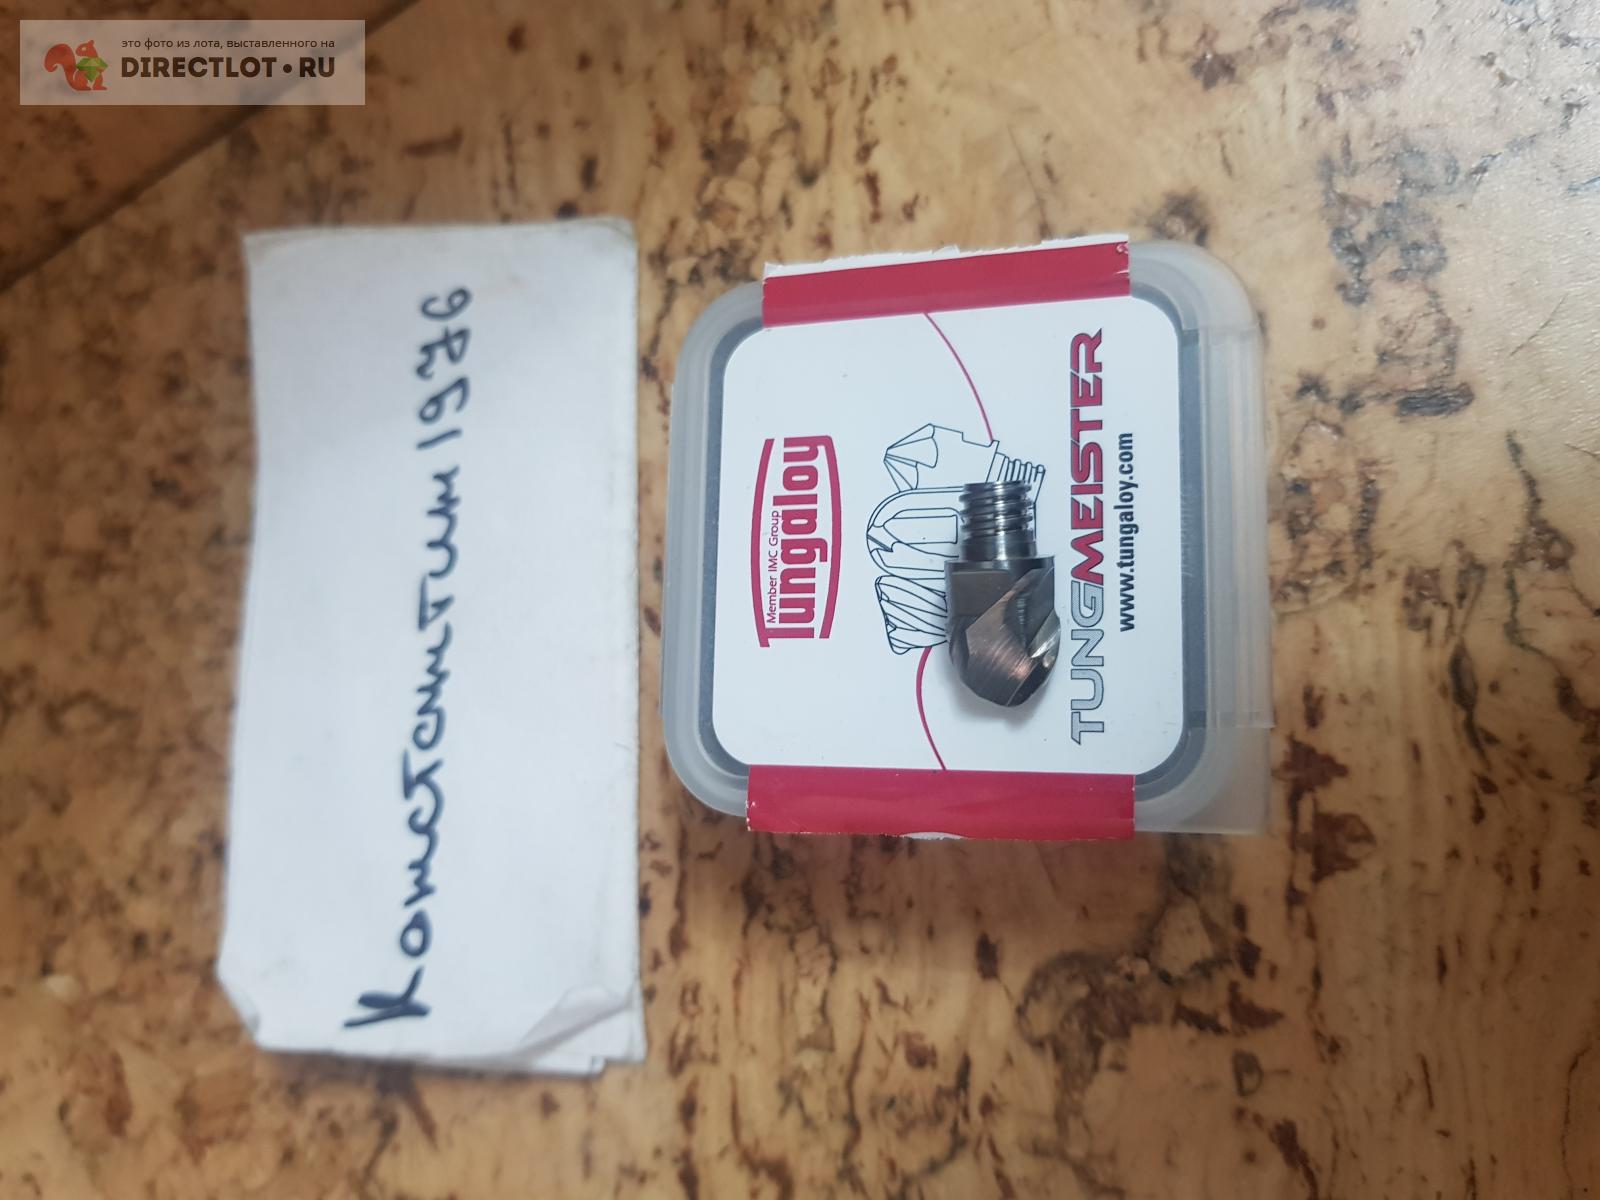 это фото из лота, выставленного на
DIRECTLOT•RU
Константин 1976
Member IMC Group
Tungaloy
TUNGMEISTER
www.tungaloy.com